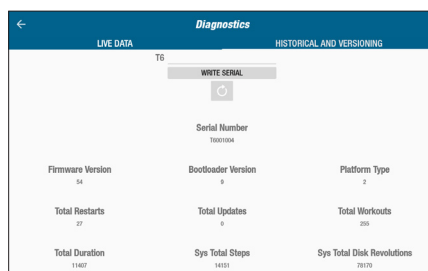 Diagnostics
LIVE DATA
HISTORICAL AND VERSIONING
T6
WRITE SERIAL
Serial Number
T6001004
Firmware Version
Bootloader Version
Platform Type
54
9
2
Total Restarts
Total Updates
Total Workouts
27
0
255
Total Duration
Sys Total Steps
Sys Total Disk Revolutions
11407
14151
78170